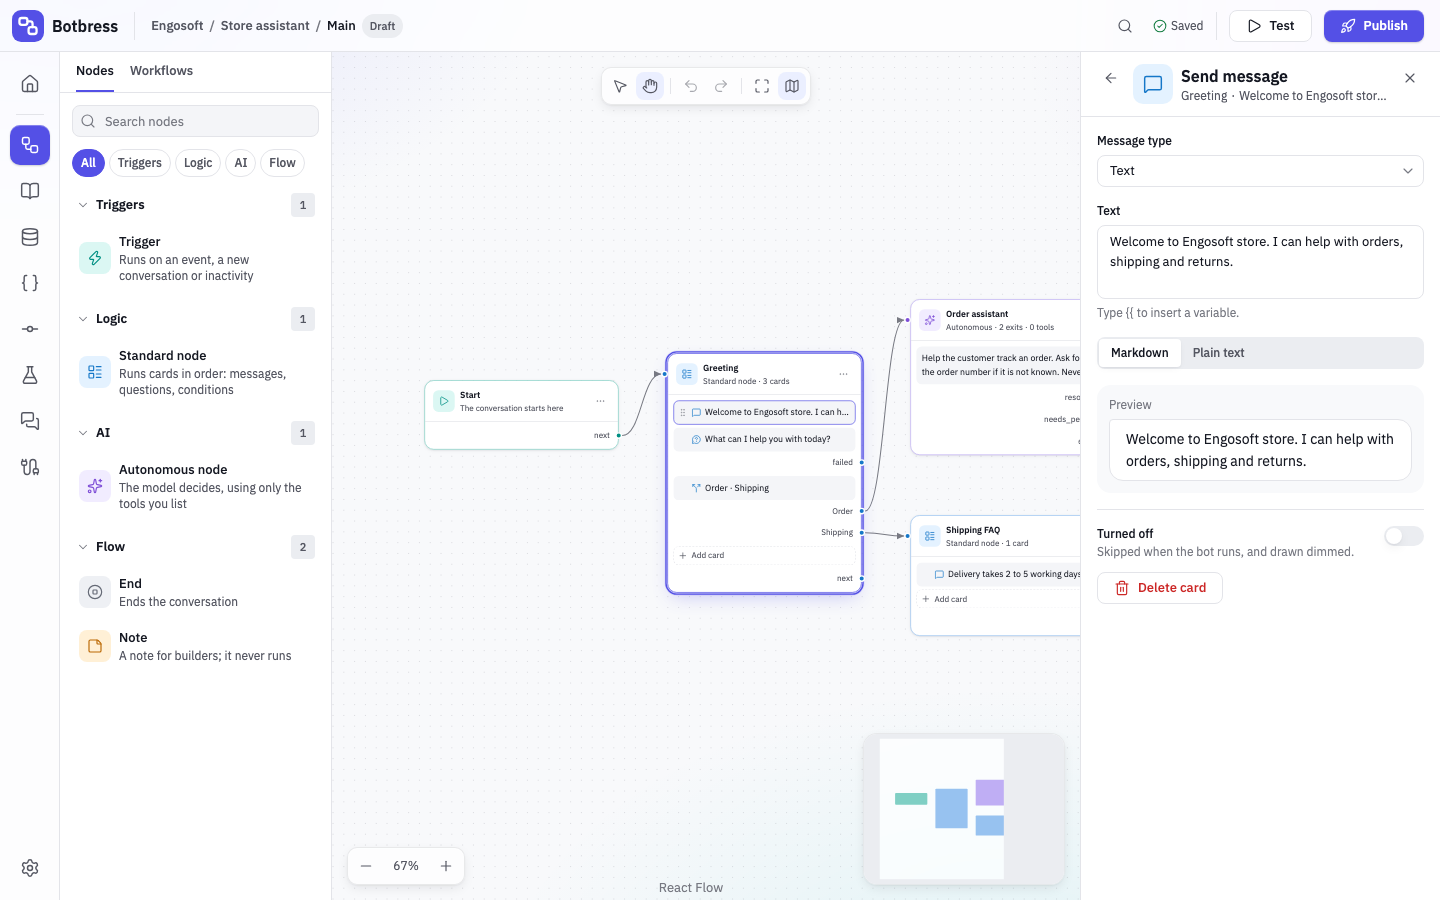 Botbress
Engosoft / Store assistant / Main Draft
Saved
Test
Publish
Nodes
Workflows
Search nodes
All
Triggers
Logic
AI
Flow
Triggers
1
Trigger
Runs on an event, a new
conversation or inactivity
Logic
1
Standard node
Runs cards in order: messages,
questions, conditions
AI
1
Autonomous node
The model decides, using only the
tools you list
Flow
2
End
Ends the conversation
Note
A note for builders; it never runs
Start
The conversation starts here
next
Greeting
Standard node · 3 cards
Welcome to Engosoft store. I can h...
What can I help you with today?
failed
Order · Shipping
Order
Shipping
+ Add card
next
Order assistant
Autonomous · 2 exits · 0 tools
Help the customer track an order. Ask fo
the order number if it is not known. Neve
reso
needs_pe
Shipping FAQ
Standard node · 1 card
Delivery takes 2 to 5 working days
+ Add card
67%
React Flow
Send message
Greeting · Welcome to Engosoft stor...
Message type
Text
Text
Welcome to Engosoft store. I can help with orders,
shipping and returns.
Type {{ to insert a variable.
Markdown
Plain text
Preview
Welcome to Engosoft store. I can help with
orders, shipping and returns.
Turned off
Skipped when the bot runs, and drawn dimmed.
Delete card